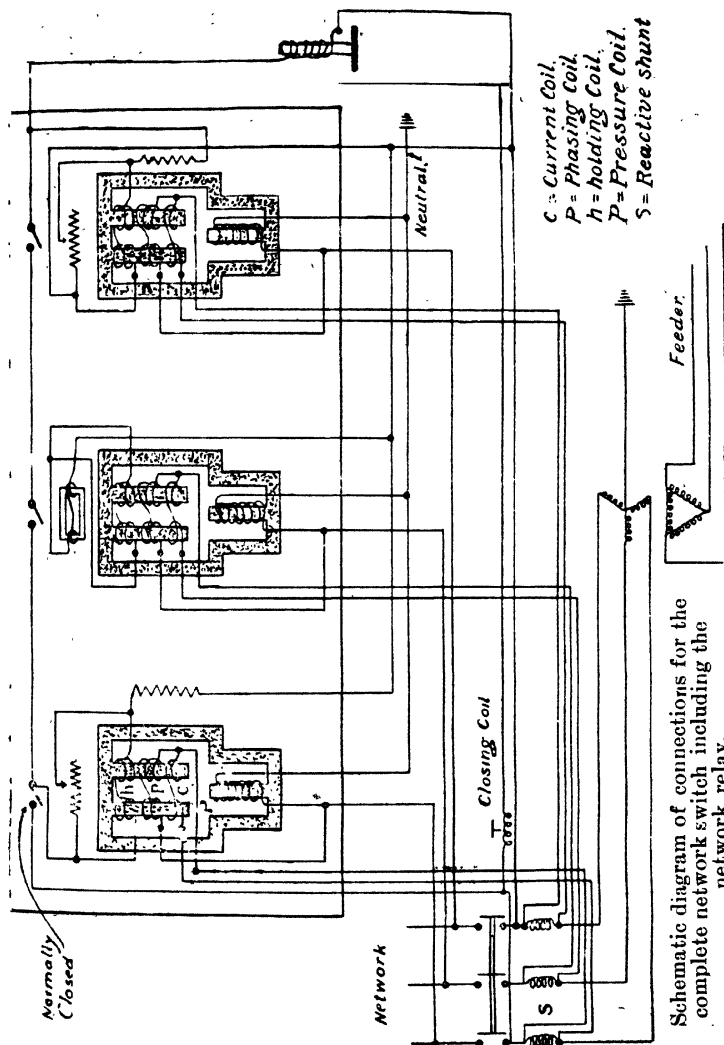 Normally
Closed
h
P
C
P
Neutral
Network
Closing Coil
S
C = Current Coil.
P = Phasing Coil.
h = holding Coil.
P = Pressure Coil.
S = Reactive shunt
Feeder.
Schematic diagram of connections for the
complete network switch including the
network relay.